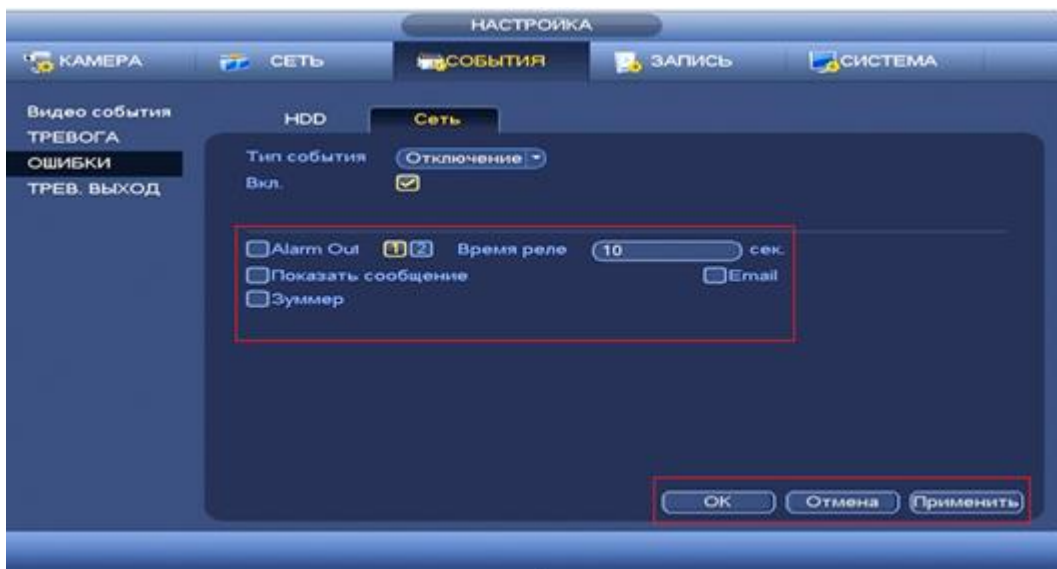 НАСТРОЙКА
КАМЕРА СЕТЬ СОБЫТИЯ ЗАПИСЬ СИСТЕМА
Видео события
ТРЕВОГА
ОШИБКИ
ТРЕВ. ВЫХОД
HDD Сеть
Тип события Отключение
Вкл.
Alarm Out 1 2 Время реле 10 сек.
Показать сообщение Email
Зуммер
OK Отмена Применить